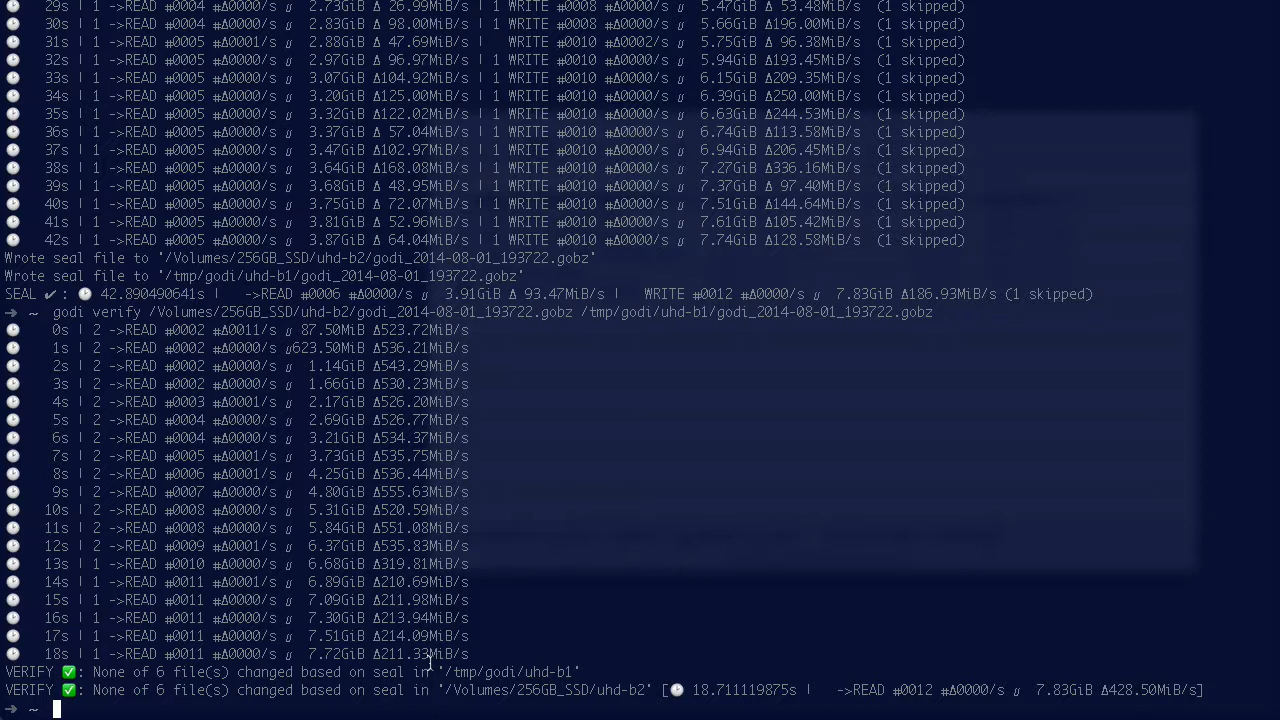 29s | 1 ->READ #0004 #Δ0000/s ∬  2.73GiB Δ 26.99MiB/s | 1 WRITE #0008 #Δ0000/s ∬  5.47GiB Δ 53.48MiB/s  (1 skipped)
30s | 1 ->READ #0004 #Δ0000/s ∬  2.83GiB Δ 98.00MiB/s | 1 WRITE #0008 #Δ0000/s ∬  5.66GiB Δ196.00MiB/s  (1 skipped)
31s | 1 ->READ #0005 #Δ0001/s ∬  2.88GiB Δ 47.69MiB/s |   WRITE #0010 #Δ0002/s ∬  5.75GiB Δ 96.38MiB/s  (1 skipped)
32s | 1 ->READ #0005 #Δ0000/s ∬  2.97GiB Δ 96.97MiB/s | 1 WRITE #0010 #Δ0000/s ∬  5.94GiB Δ193.45MiB/s  (1 skipped)
33s | 1 ->READ #0005 #Δ0000/s ∬  3.07GiB Δ104.92MiB/s | 1 WRITE #0010 #Δ0000/s ∬  6.15GiB Δ209.35MiB/s  (1 skipped)
34s | 1 ->READ #0005 #Δ0000/s ∬  3.20GiB Δ125.00MiB/s | 1 WRITE #0010 #Δ0000/s ∬  6.39GiB Δ250.00MiB/s  (1 skipped)
35s | 1 ->READ #0005 #Δ0000/s ∬  3.32GiB Δ122.02MiB/s | 1 WRITE #0010 #Δ0000/s ∬  6.63GiB Δ244.53MiB/s  (1 skipped)
36s | 1 ->READ #0005 #Δ0000/s ∬  3.37GiB Δ 57.04MiB/s | 1 WRITE #0010 #Δ0000/s ∬  6.74GiB Δ113.58MiB/s  (1 skipped)
37s | 1 ->READ #0005 #Δ0000/s ∬  3.47GiB Δ102.97MiB/s | 1 WRITE #0010 #Δ0000/s ∬  6.94GiB Δ206.45MiB/s  (1 skipped)
38s | 1 ->READ #0005 #Δ0000/s ∬  3.64GiB Δ168.08MiB/s | 1 WRITE #0010 #Δ0000/s ∬  7.27GiB Δ336.16MiB/s  (1 skipped)
39s | 1 ->READ #0005 #Δ0000/s ∬  3.68GiB Δ 48.95MiB/s | 1 WRITE #0010 #Δ0000/s ∬  7.37GiB Δ 97.40MiB/s  (1 skipped)
40s | 1 ->READ #0005 #Δ0000/s ∬  3.75GiB Δ 72.07MiB/s | 1 WRITE #0010 #Δ0000/s ∬  7.51GiB Δ144.64MiB/s  (1 skipped)
41s | 1 ->READ #0005 #Δ0000/s ∬  3.81GiB Δ 52.96MiB/s | 1 WRITE #0010 #Δ0000/s ∬  7.61GiB Δ105.42MiB/s  (1 skipped)
42s | 1 ->READ #0005 #Δ0000/s ∬  3.87GiB Δ 64.04MiB/s | 1 WRITE #0010 #Δ0000/s ∬  7.74GiB Δ128.58MiB/s  (1 skipped)
Wrote seal file to '/Volumes/256GB_SSD/uhd-b2/godi_2014-08-01_193722.gobz'
Wrote seal file to '/tmp/godi/uhd-b1/godi_2014-08-01_193722.gobz'
SEAL ✔: 🕑 42.890490641s |   ->READ #0006 #Δ0000/s ∬  3.91GiB Δ 93.47MiB/s |   WRITE #0012 #Δ0000/s ∬  7.83GiB Δ186.93MiB/s (1 skipped)
→  ~  godi verify /Volumes/256GB_SSD/uhd-b2/godi_2014-08-01_193722.gobz /tmp/godi/uhd-b1/godi_2014-08-01_193722.gobz
0s | 2 ->READ #0002 #Δ0011/s ∬ 87.50MiB Δ523.72MiB/s
1s | 2 ->READ #0002 #Δ0000/s ∬623.50MiB Δ536.21MiB/s
2s | 2 ->READ #0002 #Δ0000/s ∬  1.14GiB Δ543.29MiB/s
3s | 2 ->READ #0002 #Δ0000/s ∬  1.66GiB Δ530.23MiB/s
4s | 2 ->READ #0003 #Δ0001/s ∬  2.17GiB Δ526.20MiB/s
5s | 2 ->READ #0004 #Δ0000/s ∬  2.69GiB Δ526.77MiB/s
6s | 2 ->READ #0004 #Δ0000/s ∬  3.21GiB Δ534.37MiB/s
7s | 2 ->READ #0005 #Δ0001/s ∬  3.73GiB Δ535.75MiB/s
8s | 2 ->READ #0006 #Δ0001/s ∬  4.25GiB Δ536.44MiB/s
9s | 2 ->READ #0007 #Δ0000/s ∬  4.80GiB Δ555.63MiB/s
10s | 2 ->READ #0008 #Δ0000/s ∬  5.31GiB Δ520.59MiB/s
11s | 2 ->READ #0008 #Δ0000/s ∬  5.84GiB Δ551.08MiB/s
12s | 2 ->READ #0009 #Δ0001/s ∬  6.37GiB Δ535.83MiB/s
13s | 1 ->READ #0010 #Δ0000/s ∬  6.68GiB Δ319.81MiB/s
14s | 1 ->READ #0011 #Δ0000/s ∬  6.89GiB Δ210.69MiB/s
15s | 1 ->READ #0011 #Δ0000/s ∬  7.09GiB Δ211.98MiB/s
16s | 1 ->READ #0011 #Δ0000/s ∬  7.30GiB Δ213.94MiB/s
17s | 1 ->READ #0011 #Δ0000/s ∬  7.51GiB Δ214.09MiB/s
18s | 1 ->READ #0011 #Δ0000/s ∬  7.72GiB Δ211.33MiB/s
VERIFY ✅: None of 6 file(s) changed based on seal in '/tmp/godi/uhd-b1'
VERIFY ✅: None of 6 file(s) changed based on seal in '/Volumes/256GB_SSD/uhd-b2' [🕑 18.711115775s |   ->READ #0012 #Δ0000/s ∬  7.83GiB Δ428.50MiB/s]
→  ~